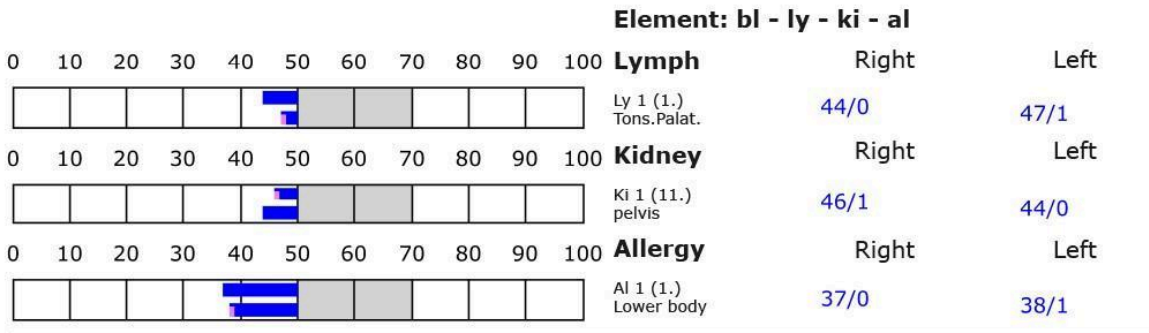 Element: bl - ly - ki - al
0 10 20 30 40 50 60 70 80 90 100 Lymph Right Left
Ly 1 (1.) 44/0 47/1
Tons.Palat.
0 10 20 30 40 50 60 70 80 90 100 Kidney Right Left
Ki 1 (11.) 46/1 44/0
pelvis
0 10 20 30 40 50 60 70 80 90 100 Allergy Right Left
Al 1 (1.) 37/0 38/1
Lower body